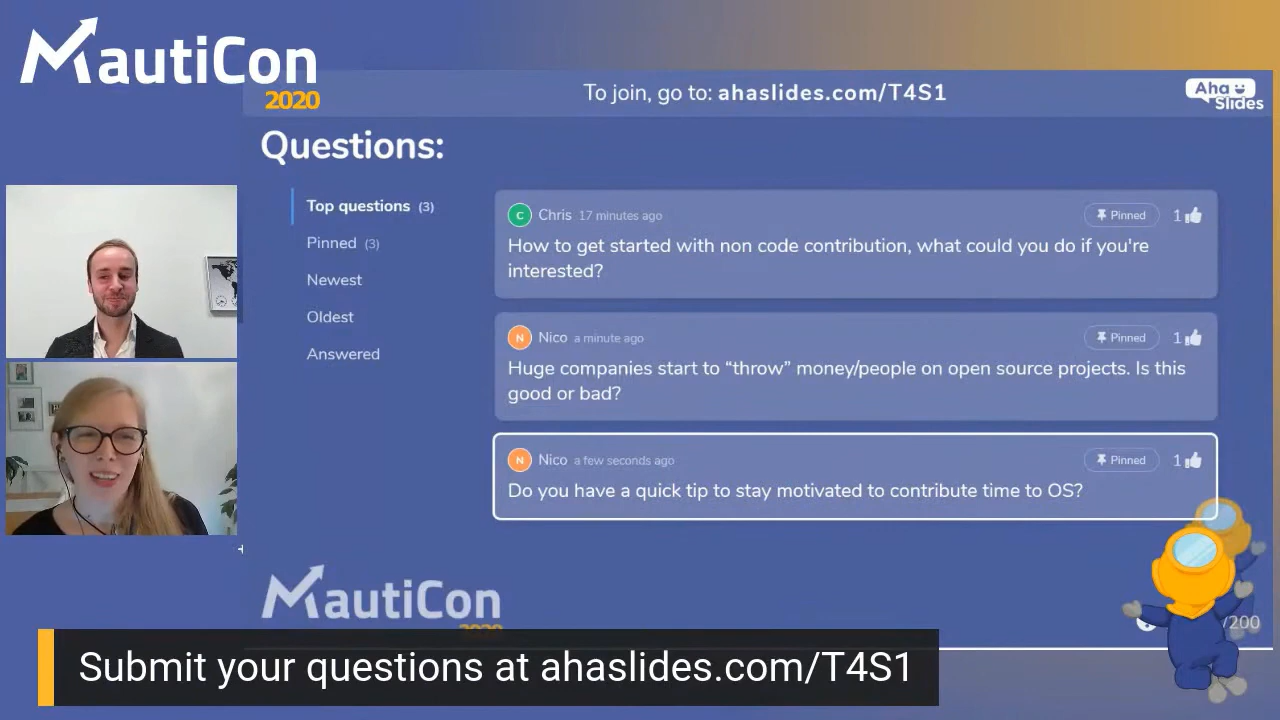 MautiCon
2020
To join, go to: ahaslides.com/T4S1
Aha
Slides
Questions:
Top questions (3)
Pinned (3)
Newest
Oldest
Answered
C Chris 17 minutes ago Pinned 1
How to get started with non code contribution, what could you do if you're
interested?
N Nico a minute ago Pinned 1
Huge companies start to “throw” money/people on open source projects. Is this
good or bad?
N Nico a few seconds ago Pinned 1
Do you have a quick tip to stay motivated to contribute time to OS?
MautiCon
2020
/200
Submit your questions at ahaslides.com/T4S1